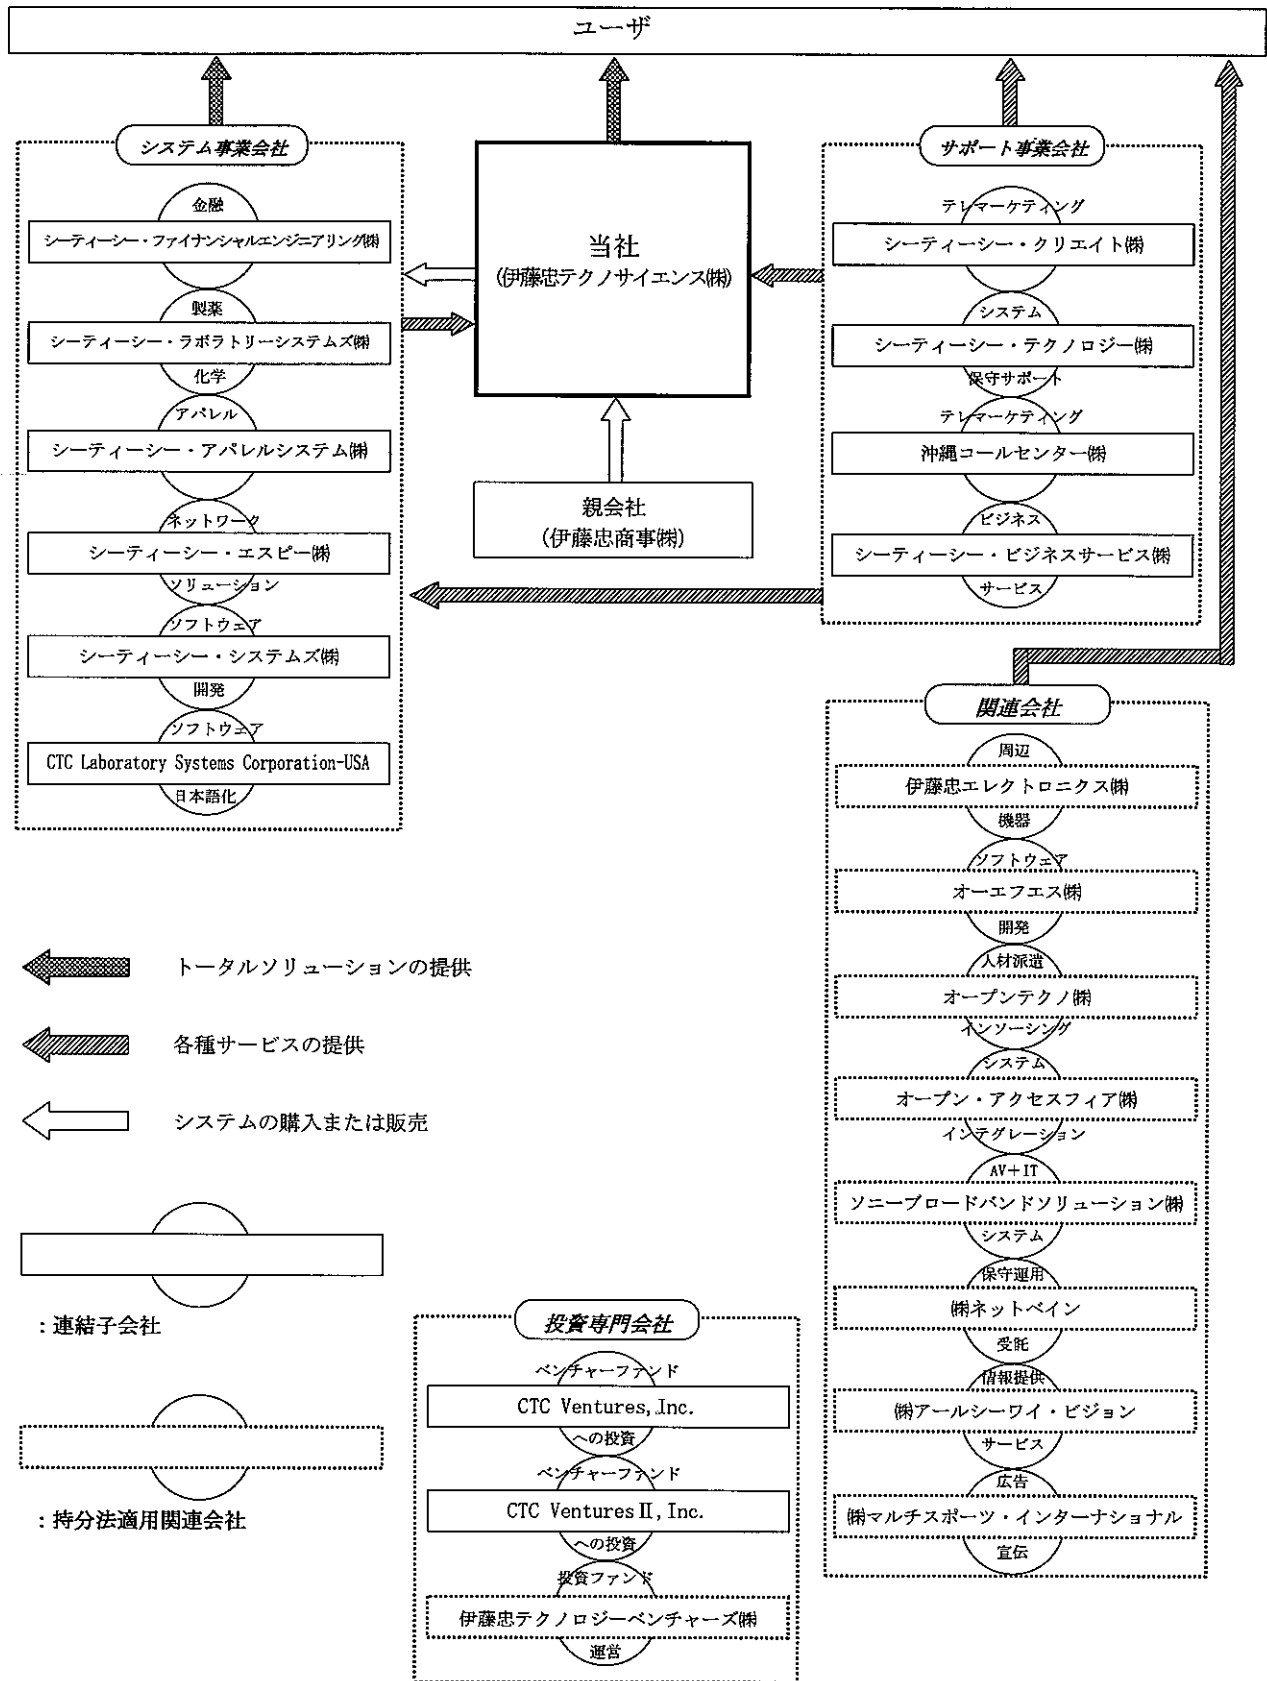 ユーザ
システム事業会社
金融
シーティーシー・ファイナンシャルエンジニアリング㈱
製薬
シーティーシー・ラボラトリーシステムズ㈱
化学
アパレル
シーティーシー・アパレルシステム㈱
ネットワーク
シーティーシー・エスピー㈱
ソリューション
ソフトウェア
シーティーシー・システムズ㈱
開発
ソフトウェア
CTC Laboratory Systems Corporation-USA
日本語化
当社
(伊藤忠テクノサイエンス㈱)
親会社
(伊藤忠商事㈱)
サポート事業会社
テレマーケティング
シーティーシー・クリエイト㈱
システム
シーティーシー・テクノロジー㈱
保守サポート
テレマーケティング
沖縄コールセンター㈱
ビジネス
シーティーシー・ビジネスサービス㈱
サービス
関連会社
周辺
伊藤忠エレクトロニクス㈱
機器
ソフトウェア
オーエフエス㈱
開発
人材派遣
オープンテクノ㈱
インソーシング
システム
オープン・アクセスフィア㈱
インテグレーション
AV+IT
ソニーブロードバンドソリューション㈱
システム
保守運用
㈱ネットベイン
受託
情報提供
㈱アールシーワイ・ビジョン
サービス
広告
㈱マルチスポーツ・インターナショナル
宣伝
トータルソリューションの提供
各種サービスの提供
システムの購入または販売
:連結子会社
:持分法適用関連会社
投資専門会社
ベンチャーファンド
CTC Ventures, Inc.
への投資
ベンチャーファンド
CTC VenturesⅡ, Inc.
への投資
投資ファンド
伊藤忠テクノロジーベンチャーズ㈱
運営